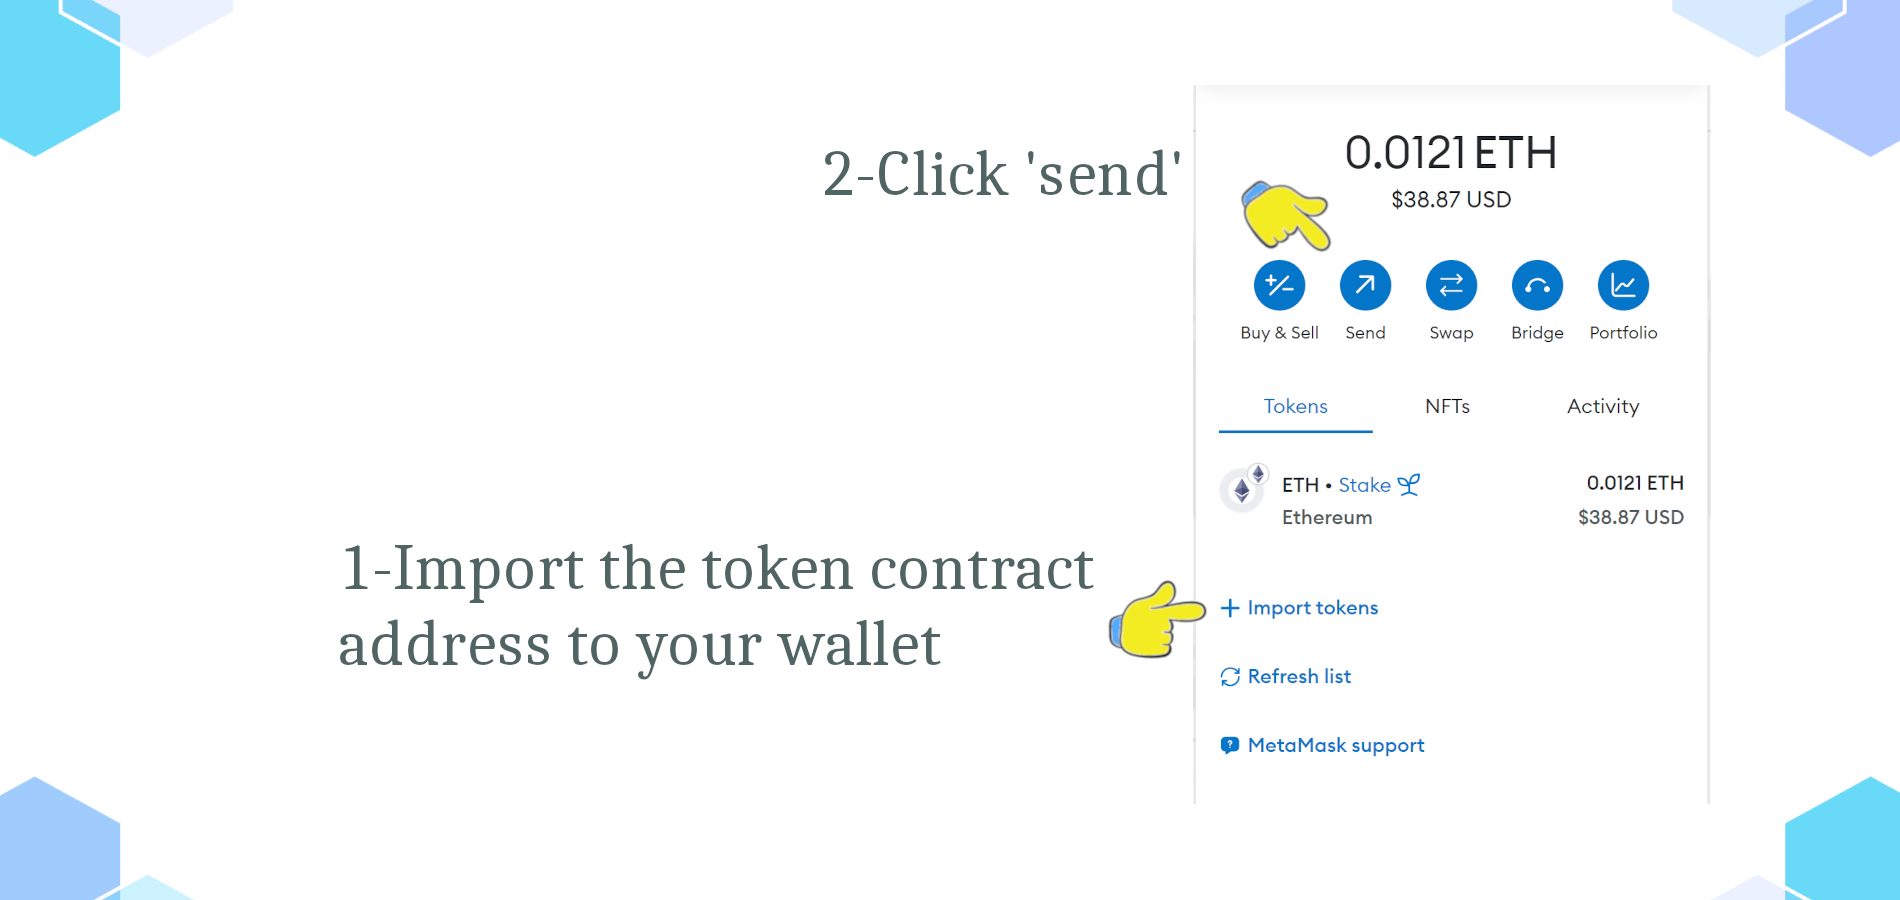 2-Click 'send'
1-Import the token contract
address to your wallet
0.0121 ETH
$38.87 USD
Buy & Sell
Send
Swap
Bridge
Portfolio
Tokens
NFTs
Activity
ETH • Stake
0.0121 ETH
Ethereum
$38.87 USD
Import tokens
Refresh list
MetaMask support